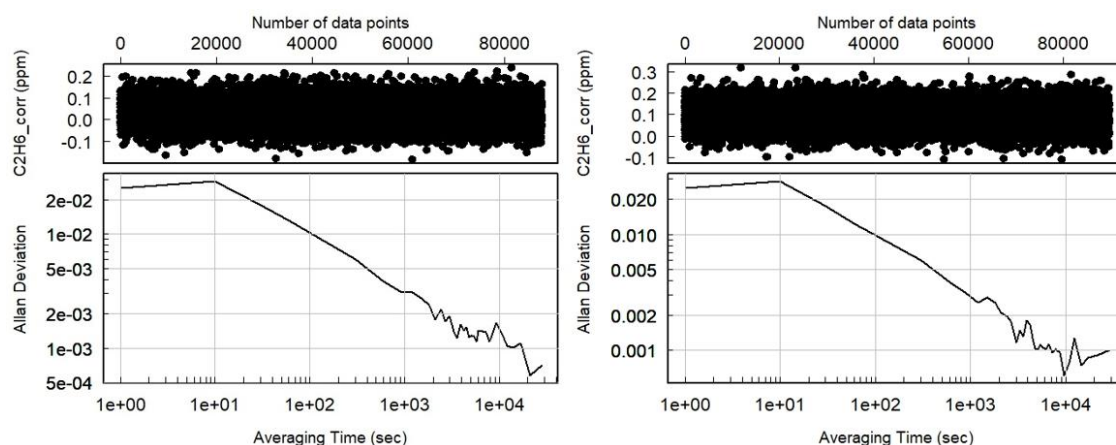 Number of data points
0 20000 40000 60000 80000
C2H6_corr (ppm)
0.2
0.1
0.0
-0.1
Allan Deviation
2e-02
1e-02
5e-03
2e-03
1e-03
5e-04
1e+00 1e+01 1e+02 1e+03 1e+04
Averaging Time (sec)
Number of data points
0 20000 40000 60000 80000
C2H6_corr (ppm)
0.3
0.2
0.1
0.0
-0.1
Allan Deviation
0.020
0.010
0.005
0.002
0.001
1e+00 1e+01 1e+02 1e+03 1e+04
Averaging Time (sec)